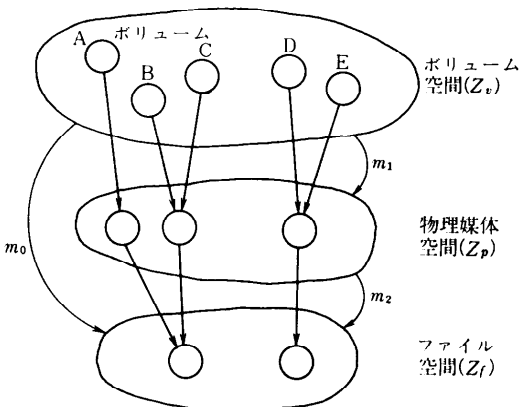 A ボリューム
B
C
D
E
ボリューム
空間(Zv)
m1
物理媒体
空間(Zp)
m0
m2
ファイル
空間(Zf)